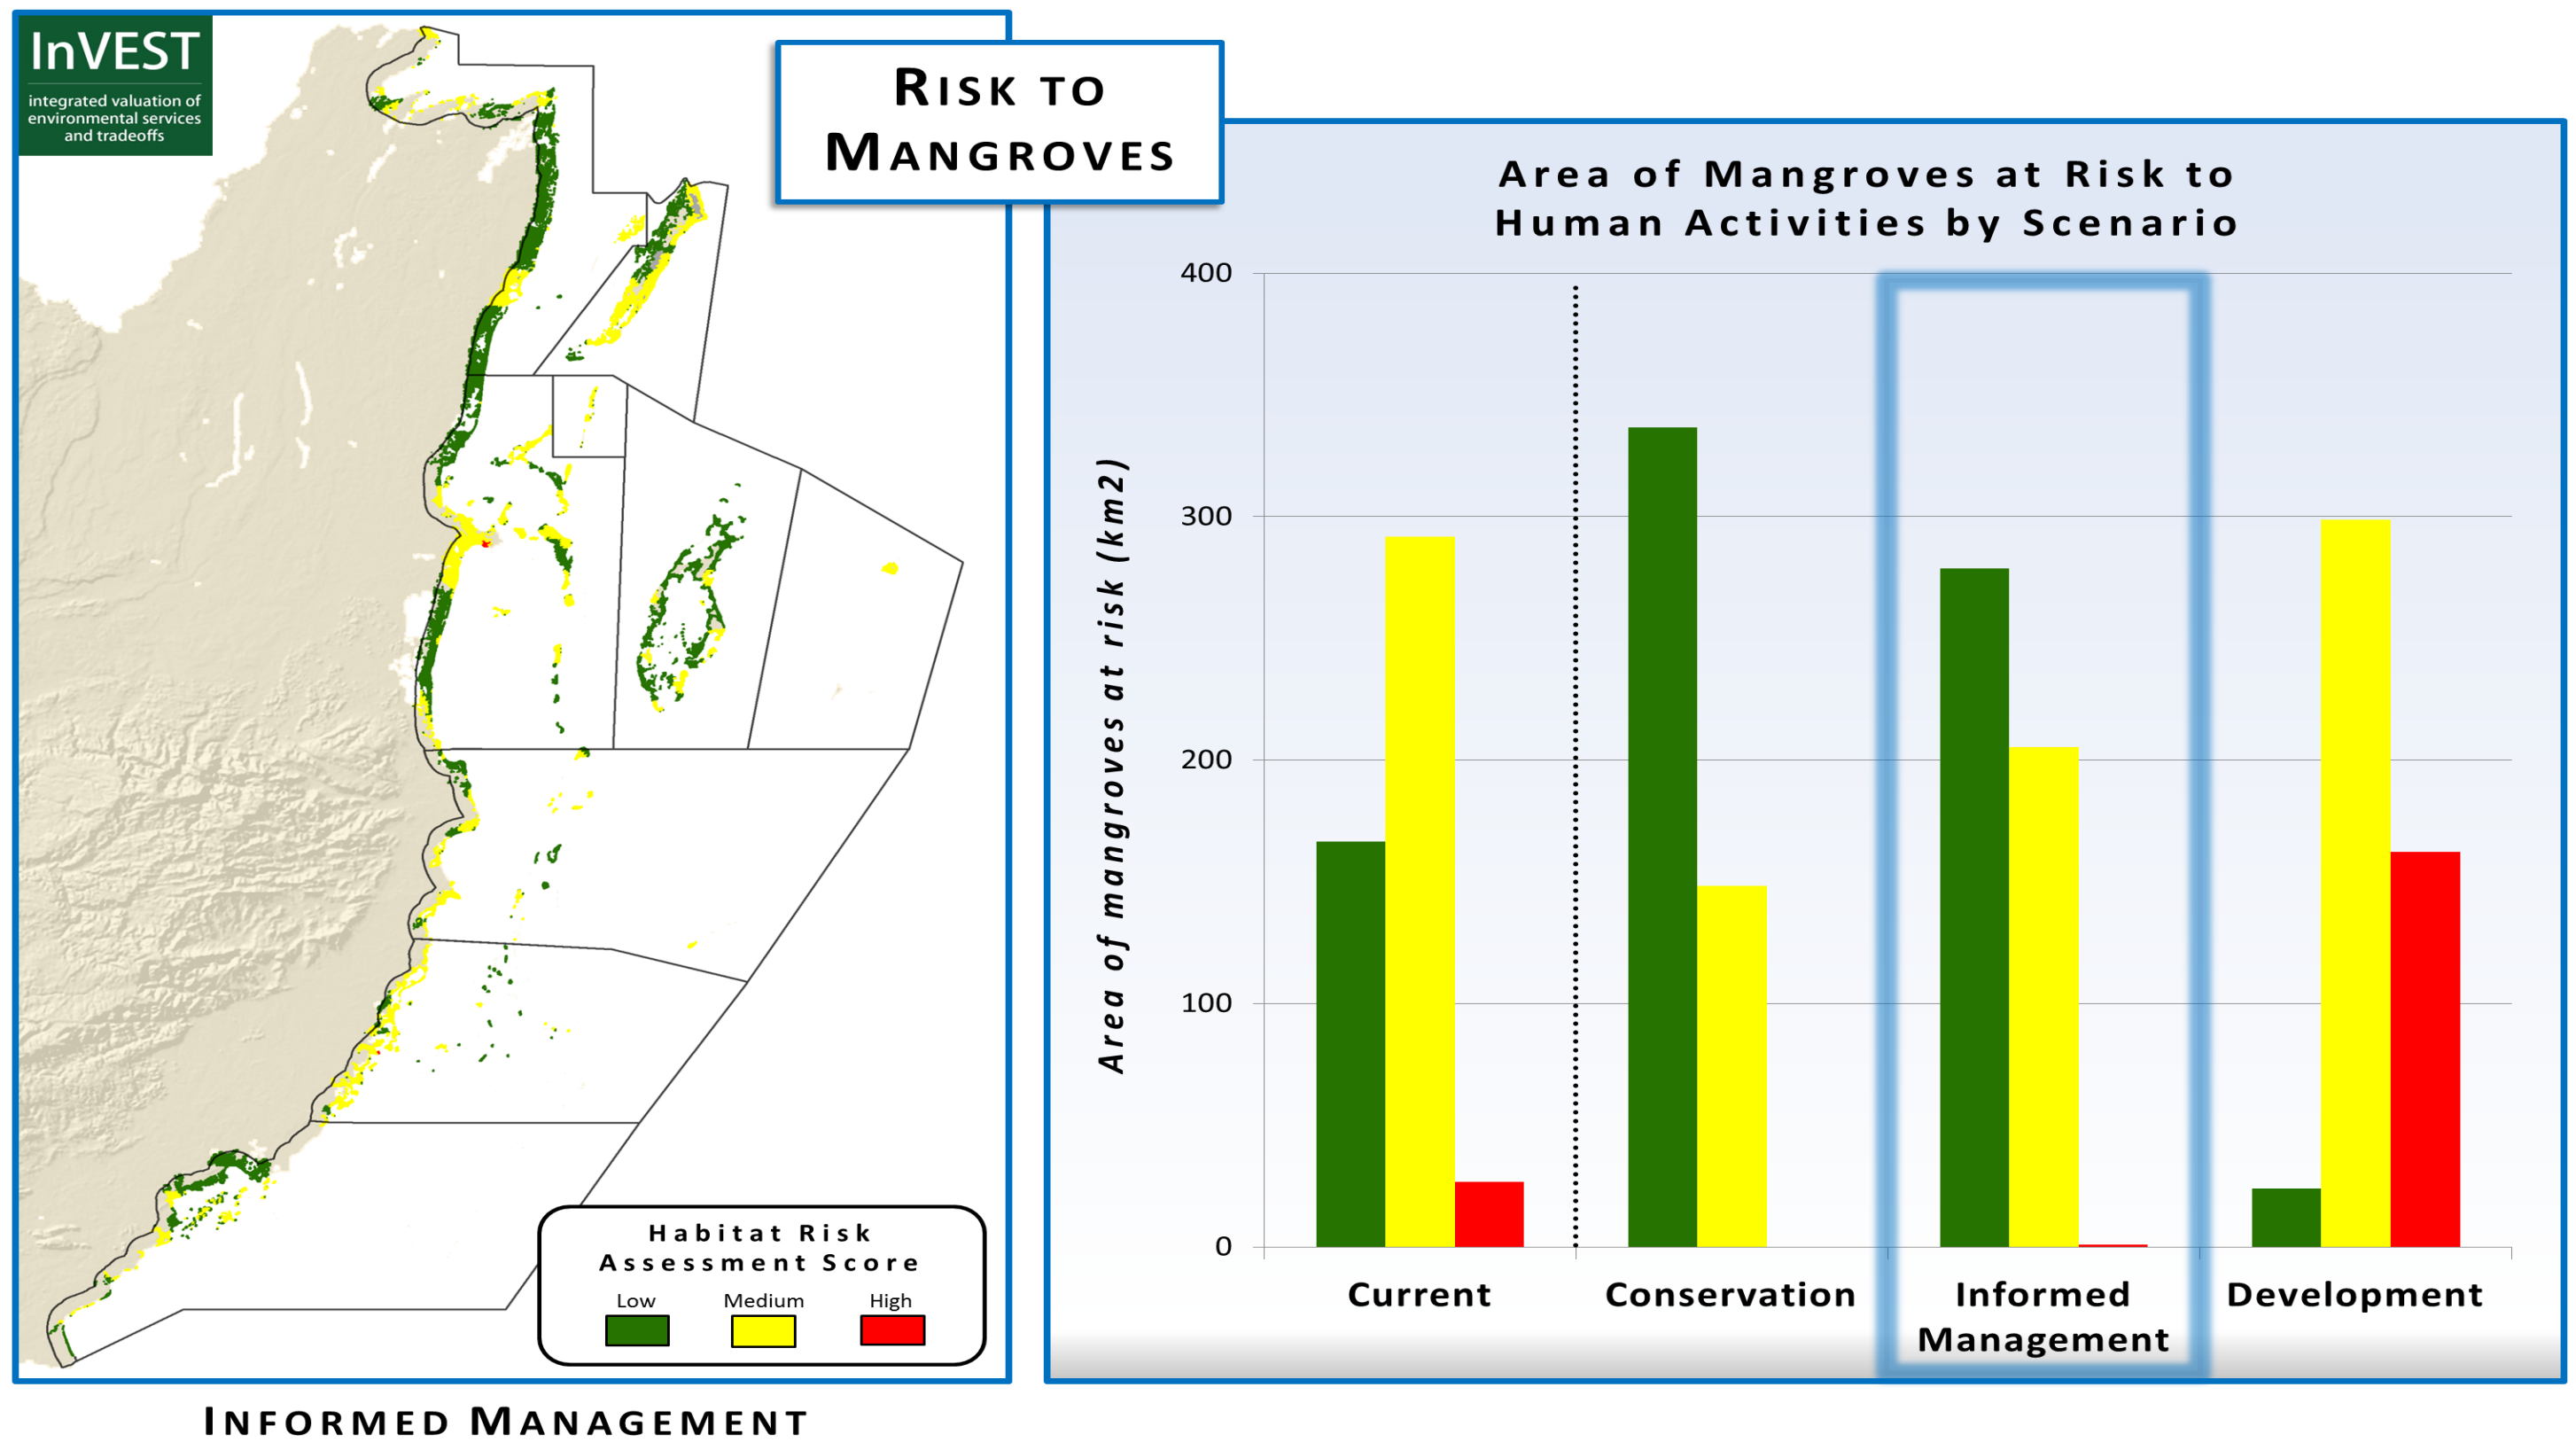 InVEST
integrated valuation of
environmental services
and tradeoffs
RISK TO
MANGROVES
Habitat Risk
Assessment Score
Low Medium High
INFORMED MANAGEMENT
Area of Mangroves at Risk to
Human Activities by Scenario
Area of mangroves at risk (km2)
400
300
200
100
0
Current Conservation Informed Development
Management